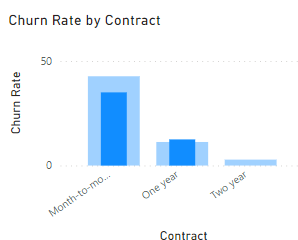 Churn Rate by Contract
Churn Rate
50
0
Month-to-mo...
One year
Two year
Contract